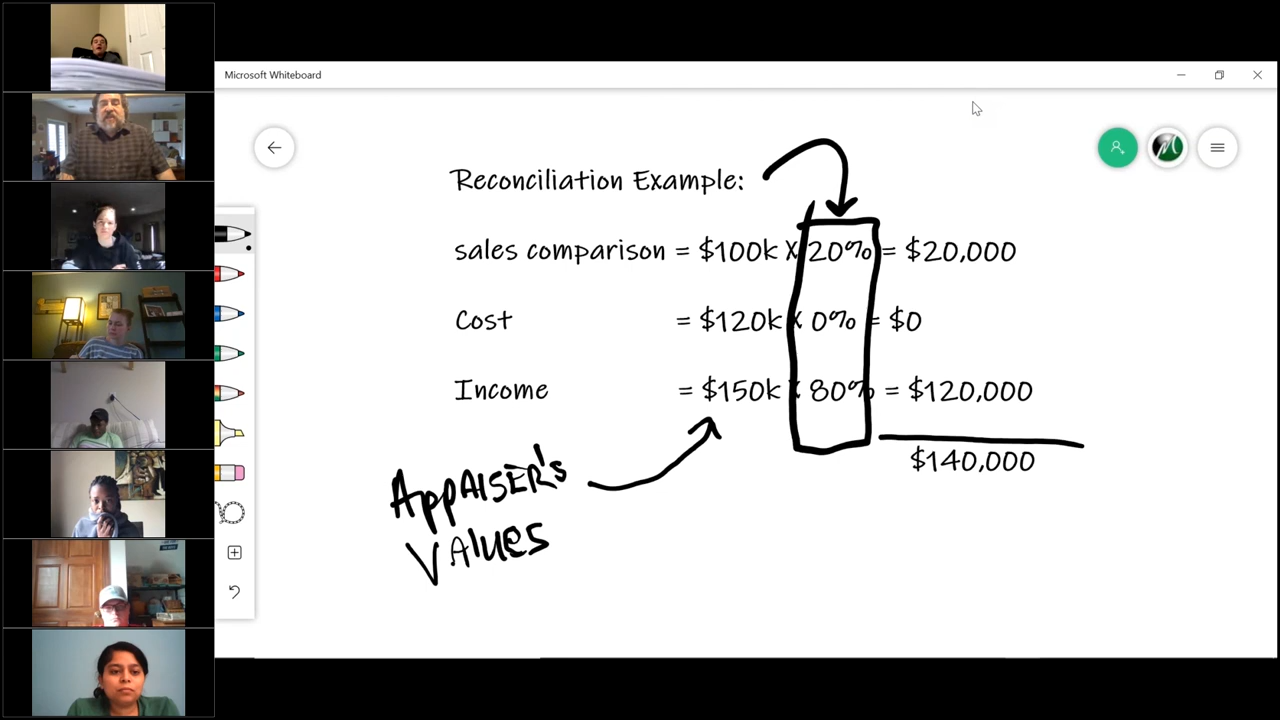 Microsoft Whiteboard
Reconciliation Example:
sales comparison = $100k x 20% = $20,000
Cost = $120k x 0% = $0
Income = $150k x 80% = $120,000
$140,000
APPAISER's
VALUES